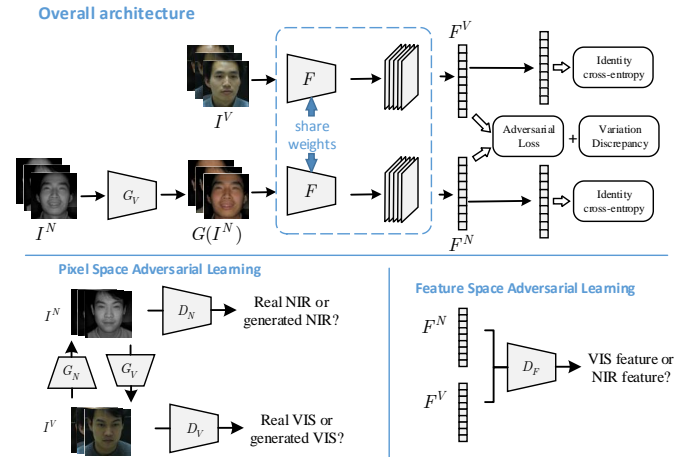 Overall architecture
F^V
I^V
F
share
weights
F
Identity
cross-entropy
Adversarial
Loss
+
Variation
Discrepancy
I^N
G_V
G(I^N)
F^N
Identity
cross-entropy
Pixel Space Adversarial Learning
I^N
D_N
Real NIR or
generated NIR?
G_N
G_V
I^V
D_V
Real VIS or
generated VIS?
Feature Space Adversarial Learning
F^N
F^V
D_F
VIS feature or
NIR feature?